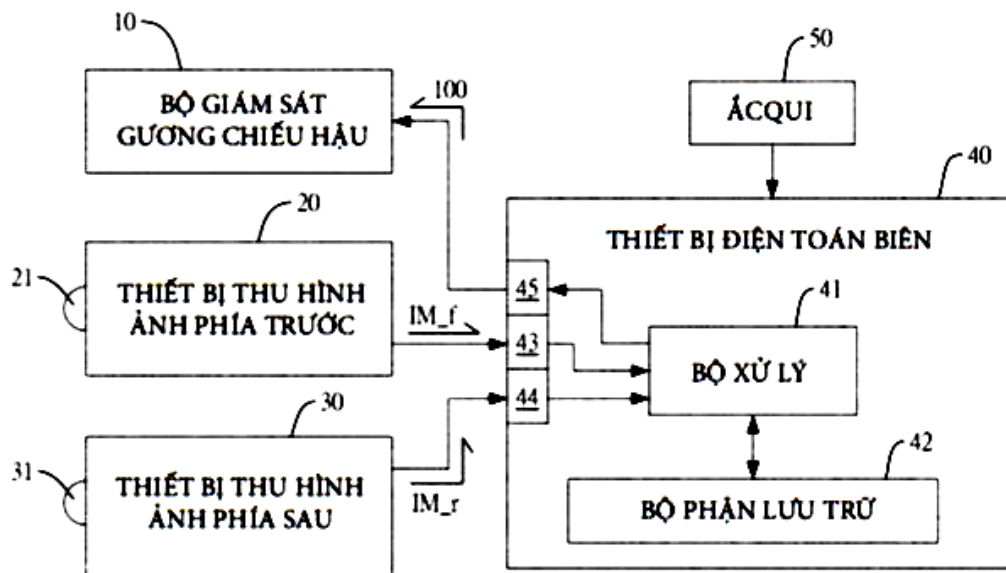 10
BỘ GIÁM SÁT
GƯƠNG CHIẾU HẬU
100
50
ẮCQUI
40
THIẾT BỊ ĐIỆN TOÁN BIÊN
20
21
THIẾT BỊ THU HÌNH
ẢNH PHÍA TRƯỚC
IM_f
45
43
44
41
BỘ XỬ LÝ
30
31
THIẾT BỊ THU HÌNH
ẢNH PHÍA SAU
IM_r
42
BỘ PHẬN LƯU TRỮ